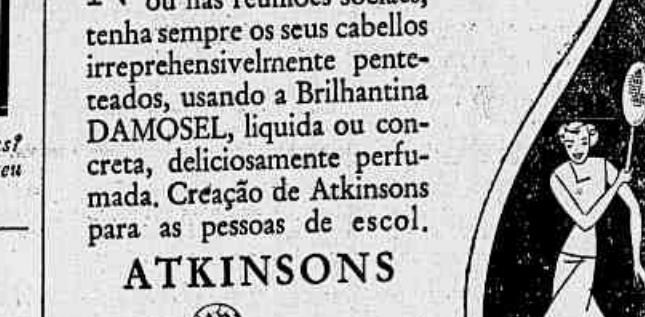 ou nas reuniões sociaes,
tenha sempre os seus cabellos
irreprehensivelmente pente-
teados, usando a Brilhantina
DAMOSEL, liquida ou con-
creta, deliciosamente perfu-
mada. Creação de Atkinsons
para as pessoas de escol.
ATKINSONS
eu